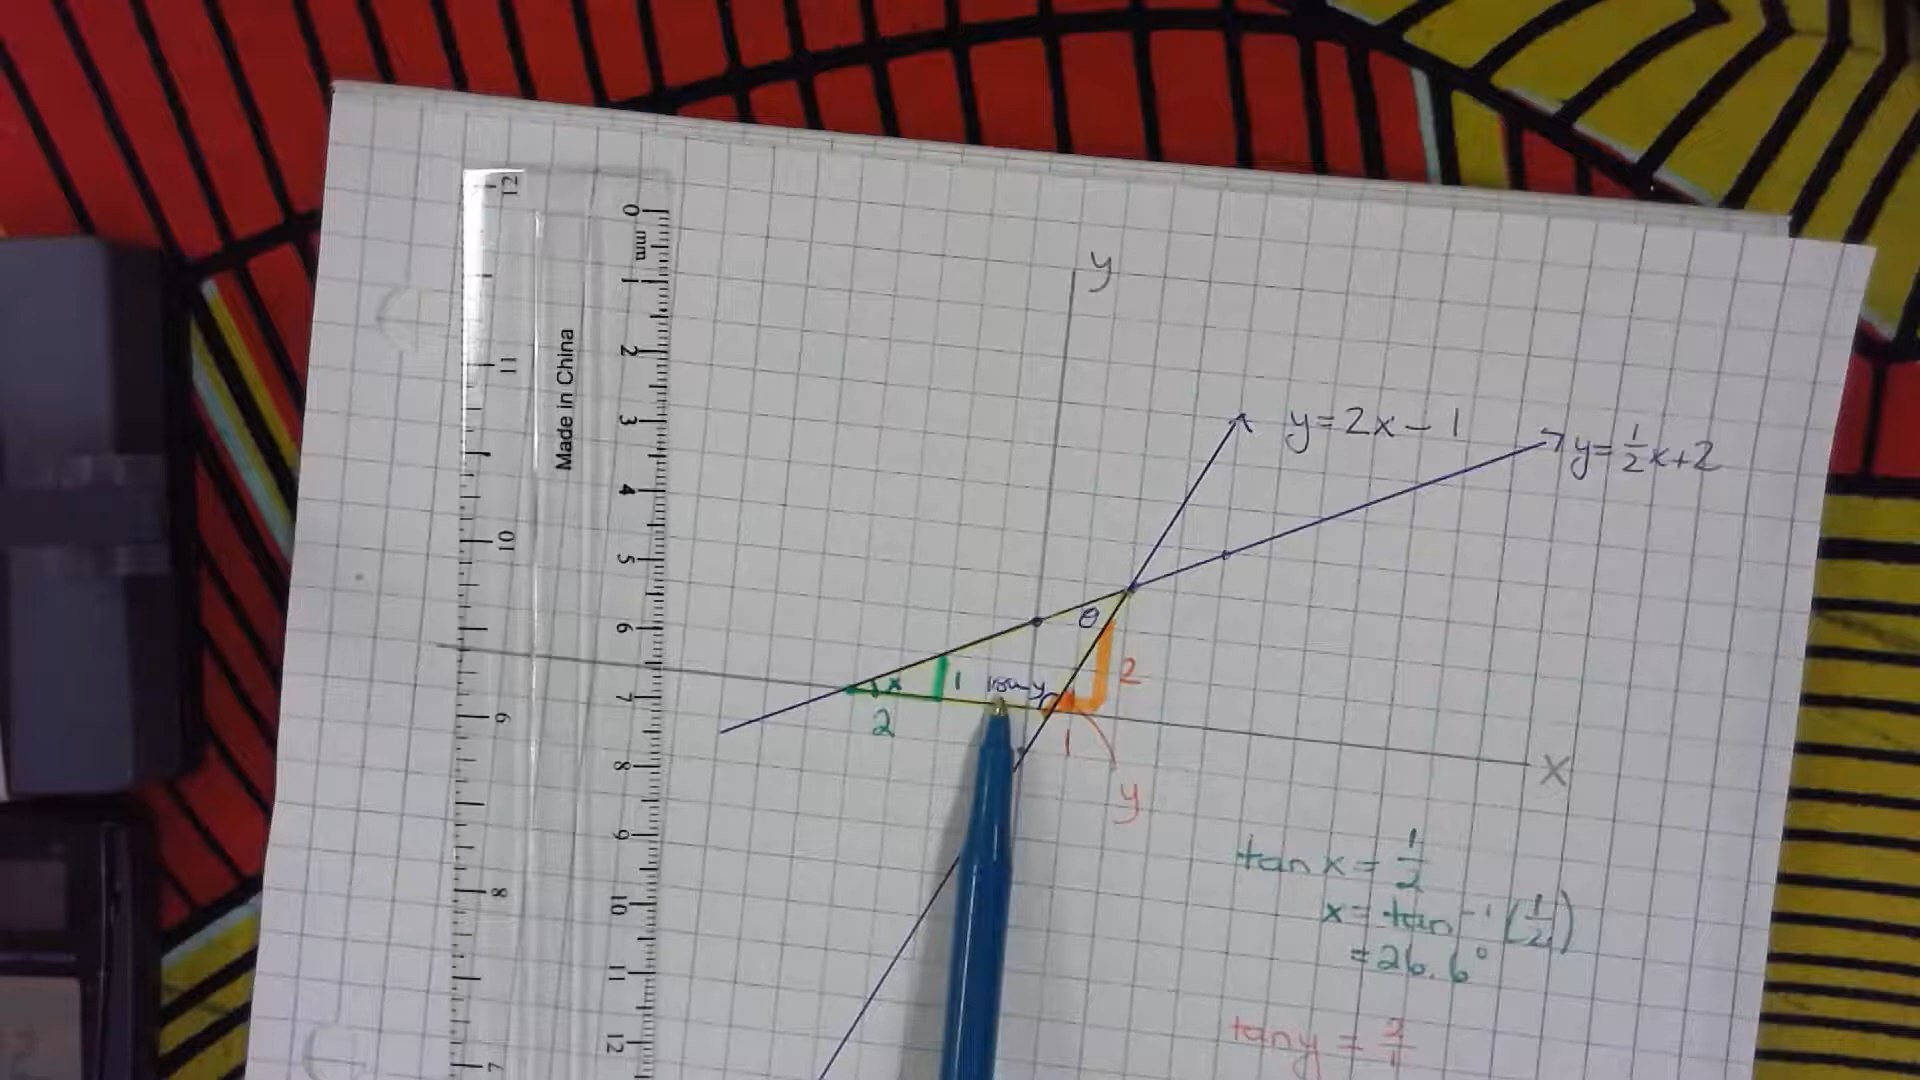 12
0
mm
1
Made in China
11
2
3
4
10
5
6
7
9
8
9
8
10
11
12
7
y
y=2x-1
y=½x+2
θ
x
1
180-y
2
2
1
x
y
tan x = 1/2
x = tan⁻¹(1/2)
= 26.6°
tan y = 2/1